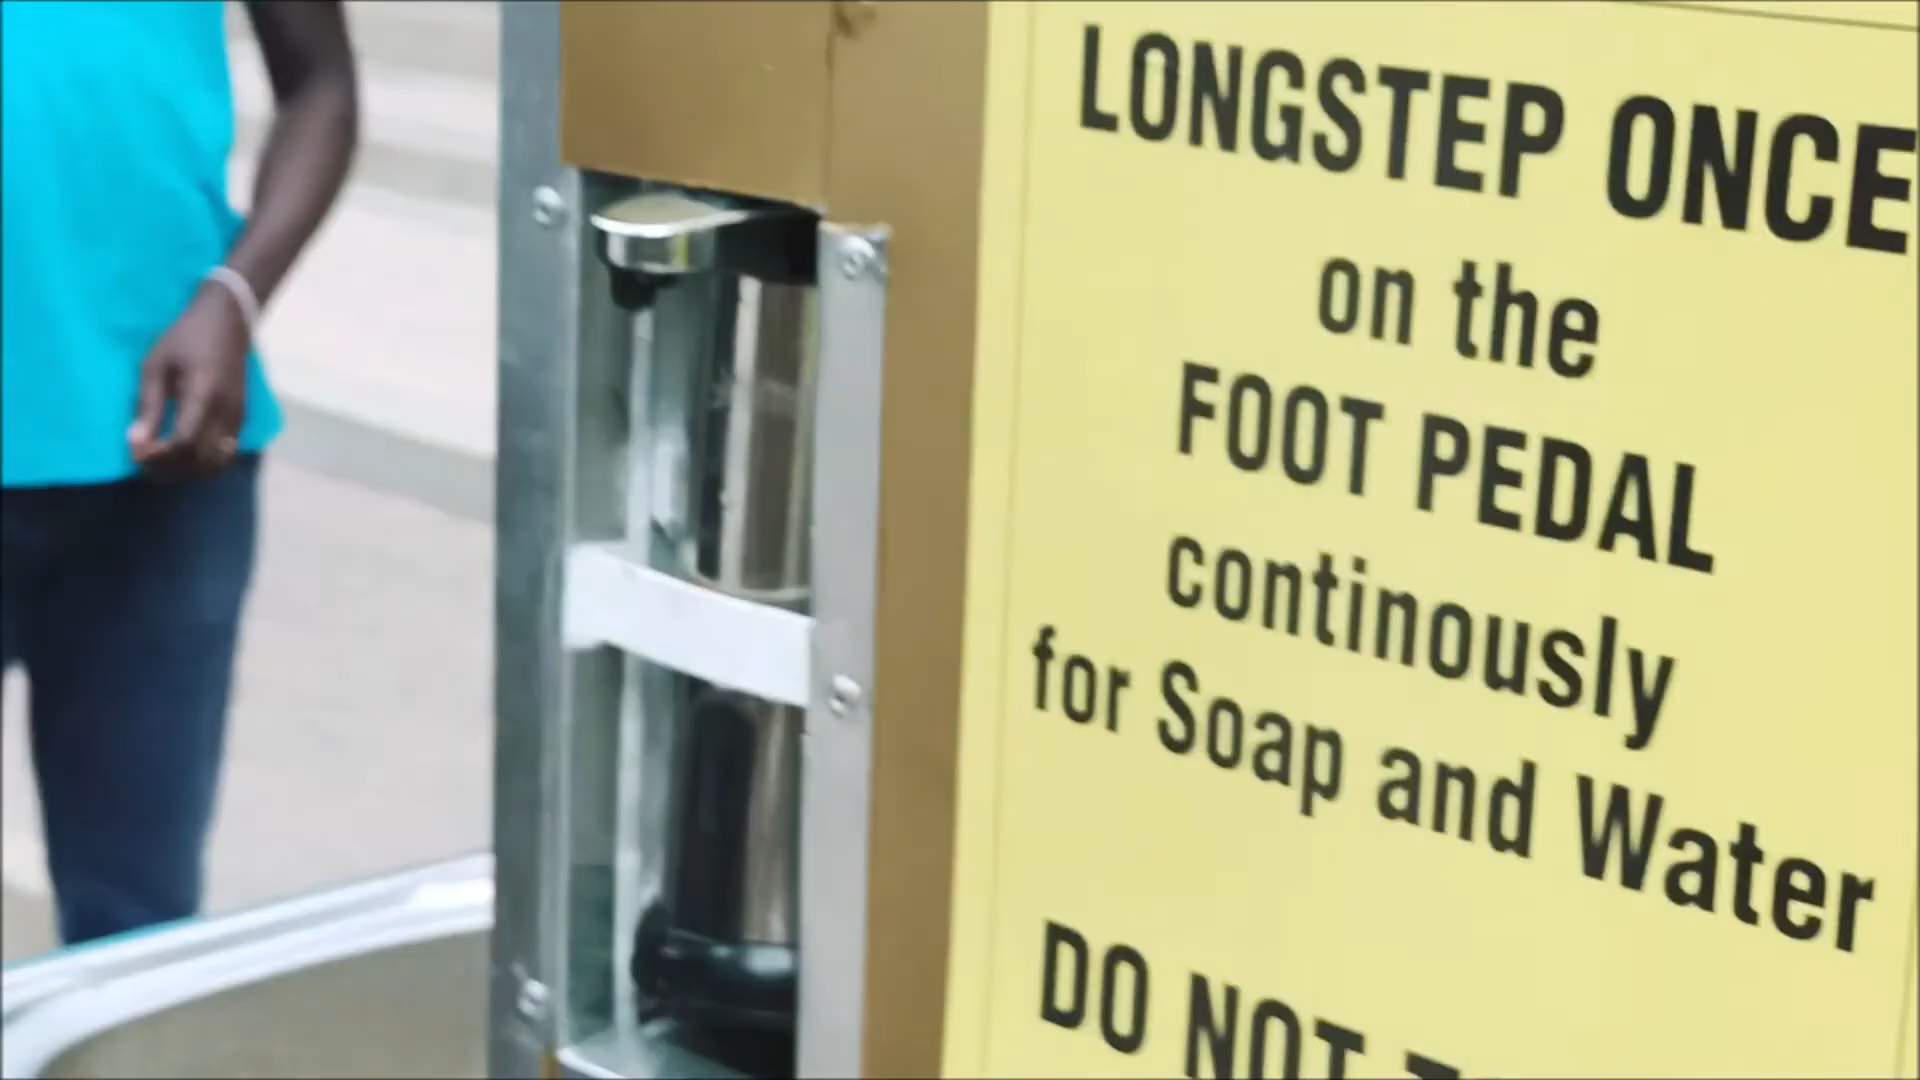 LONGSTEP ONCE
on the
FOOT PEDAL
continously
for Soap and Water
DO NOT